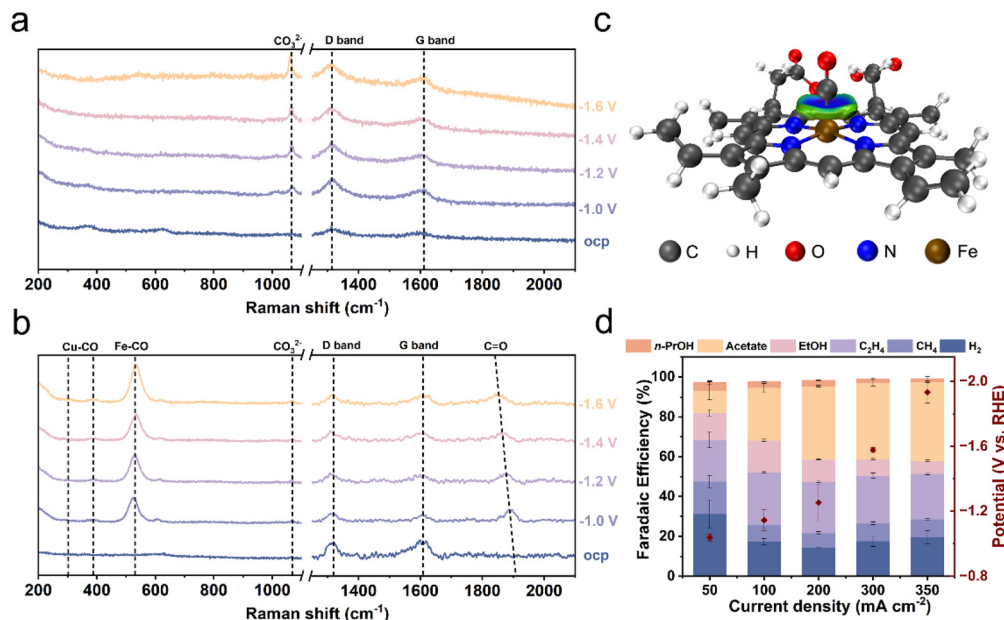 a
CO₃²⁻ D band G band
-1.6 V
-1.4 V
-1.2 V
-1.0 V
ocp
200 400 600 800 1000 1400 1600 1800 2000
Raman shift (cm⁻¹)
b
Cu-CO Fe-CO CO₃²⁻ D band G band C=O
-1.6 V
-1.4 V
-1.2 V
-1.0 V
ocp
200 400 600 800 1000 1400 1600 1800 2000
Raman shift (cm⁻¹)
c
C H O N Fe
d
n-PrOH Acetate EtOH C₂H₄ CH₄ H₂
Faradaic Efficiency (%)
100
80
60
40
20
0
50 100 200 300 350
Current density (mA cm⁻²)
−2.0
−1.6
−1.2
−0.8
Potential (V vs. RHE)